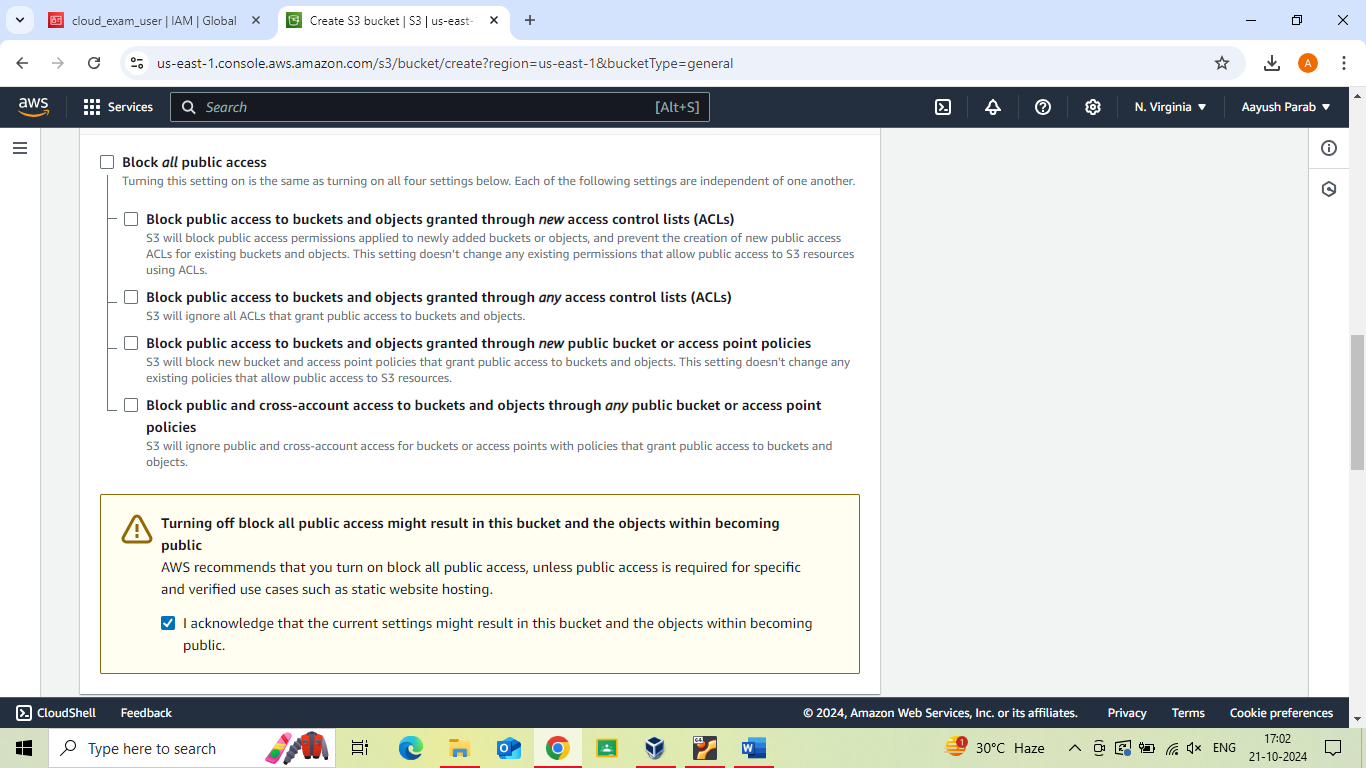 cloud_exam_user | IAM | Global
Create S3 bucket | S3 | us-east-
us-east-1.console.aws.amazon.com/s3/bucket/create?region=us-east-1&bucketType=general
A
aws
Services
Search
[Alt+S]
N. Virginia
Aayush Parab
Block all public access
Turning this setting on is the same as turning on all four settings below. Each of the following settings are independent of one another.
Block public access to buckets and objects granted through new access control lists (ACLs)
S3 will block public access permissions applied to newly added buckets or objects, and prevent the creation of new public access
ACLs for existing buckets and objects. This setting doesn't change any existing permissions that allow public access to S3 resources
using ACLs.
Block public access to buckets and objects granted through any access control lists (ACLs)
S3 will ignore all ACLs that grant public access to buckets and objects.
Block public access to buckets and objects granted through new public bucket or access point policies
S3 will block new bucket and access point policies that grant public access to buckets and objects. This setting doesn't change any
existing policies that allow public access to S3 resources.
Block public and cross-account access to buckets and objects through any public bucket or access point
policies
S3 will ignore public and cross-account access for buckets or access points with policies that grant public access to buckets and
objects.
Turning off block all public access might result in this bucket and the objects within becoming
public
AWS recommends that you turn on block all public access, unless public access is required for specific
and verified use cases such as static website hosting.
I acknowledge that the current settings might result in this bucket and the objects within becoming
public.
CloudShell
Feedback
© 2024, Amazon Web Services, Inc. or its affiliates.
Privacy
Terms
Cookie preferences
Type here to search
1
30°C Haze
ENG
17:02
21-10-2024